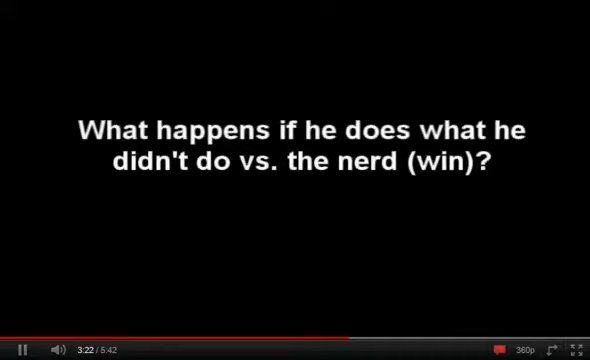 What happens if he does what he
didn't do vs. the nerd (win)?
3:22 / 5:42
360p